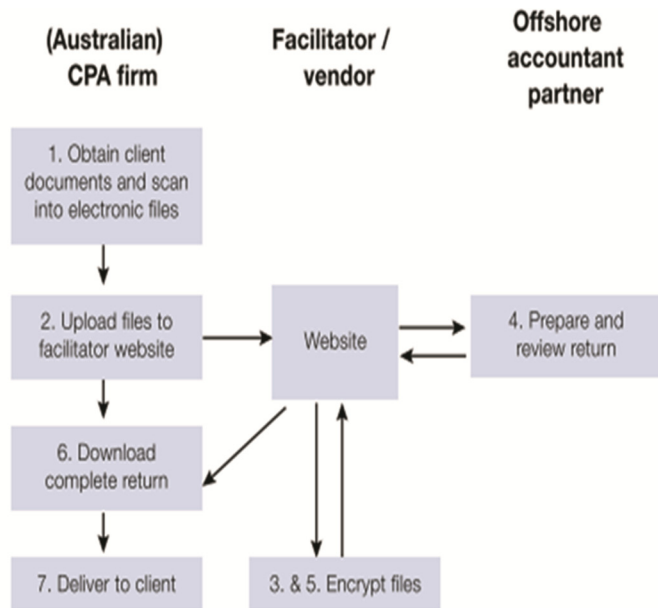 (Australian)
CPA firm
Facilitator /
vendor
Offshore
accountant
partner
1. Obtain client
documents and scan
into electronic files
2. Upload files to
facilitator website
Website
4. Prepare and
review return
6. Download
complete return
7. Deliver to client
3. & 5. Encrypt files